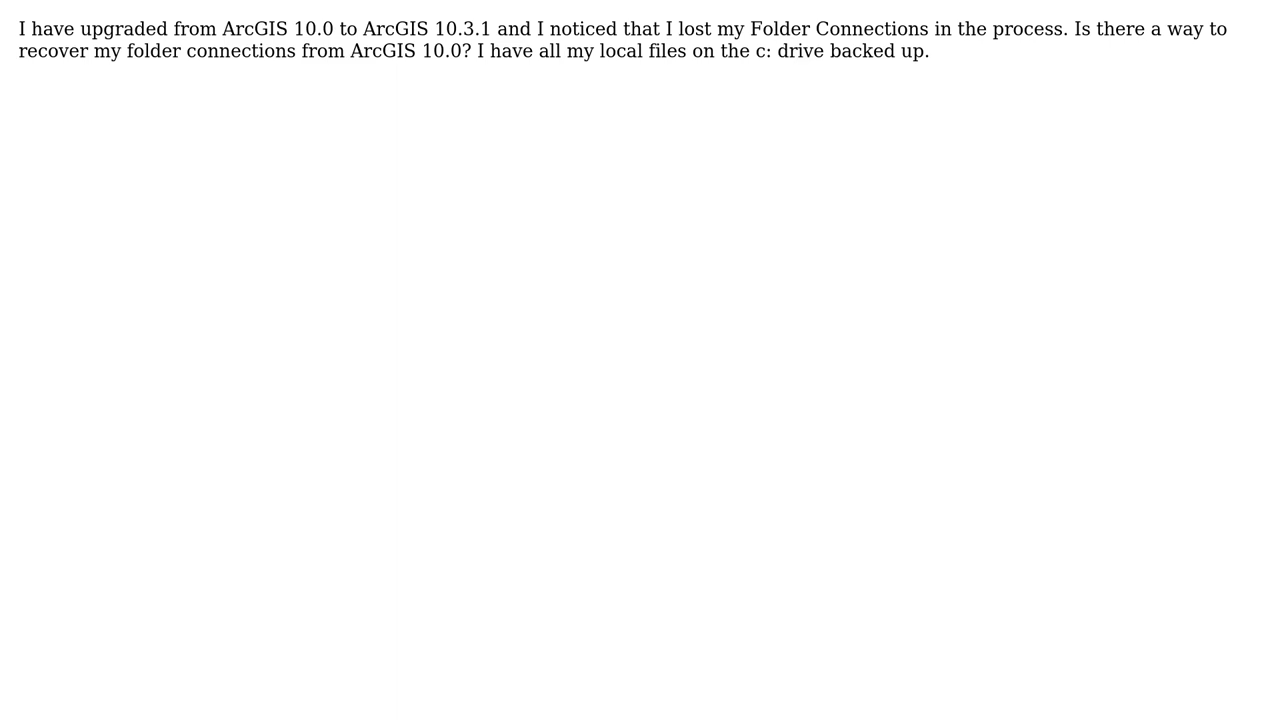 I have upgraded from ArcGIS 10.0 to ArcGIS 10.3.1 and I noticed that I lost my Folder Connections in the process. Is there a way to
recover my folder connections from ArcGIS 10.0? I have all my local files on the c: drive backed up.